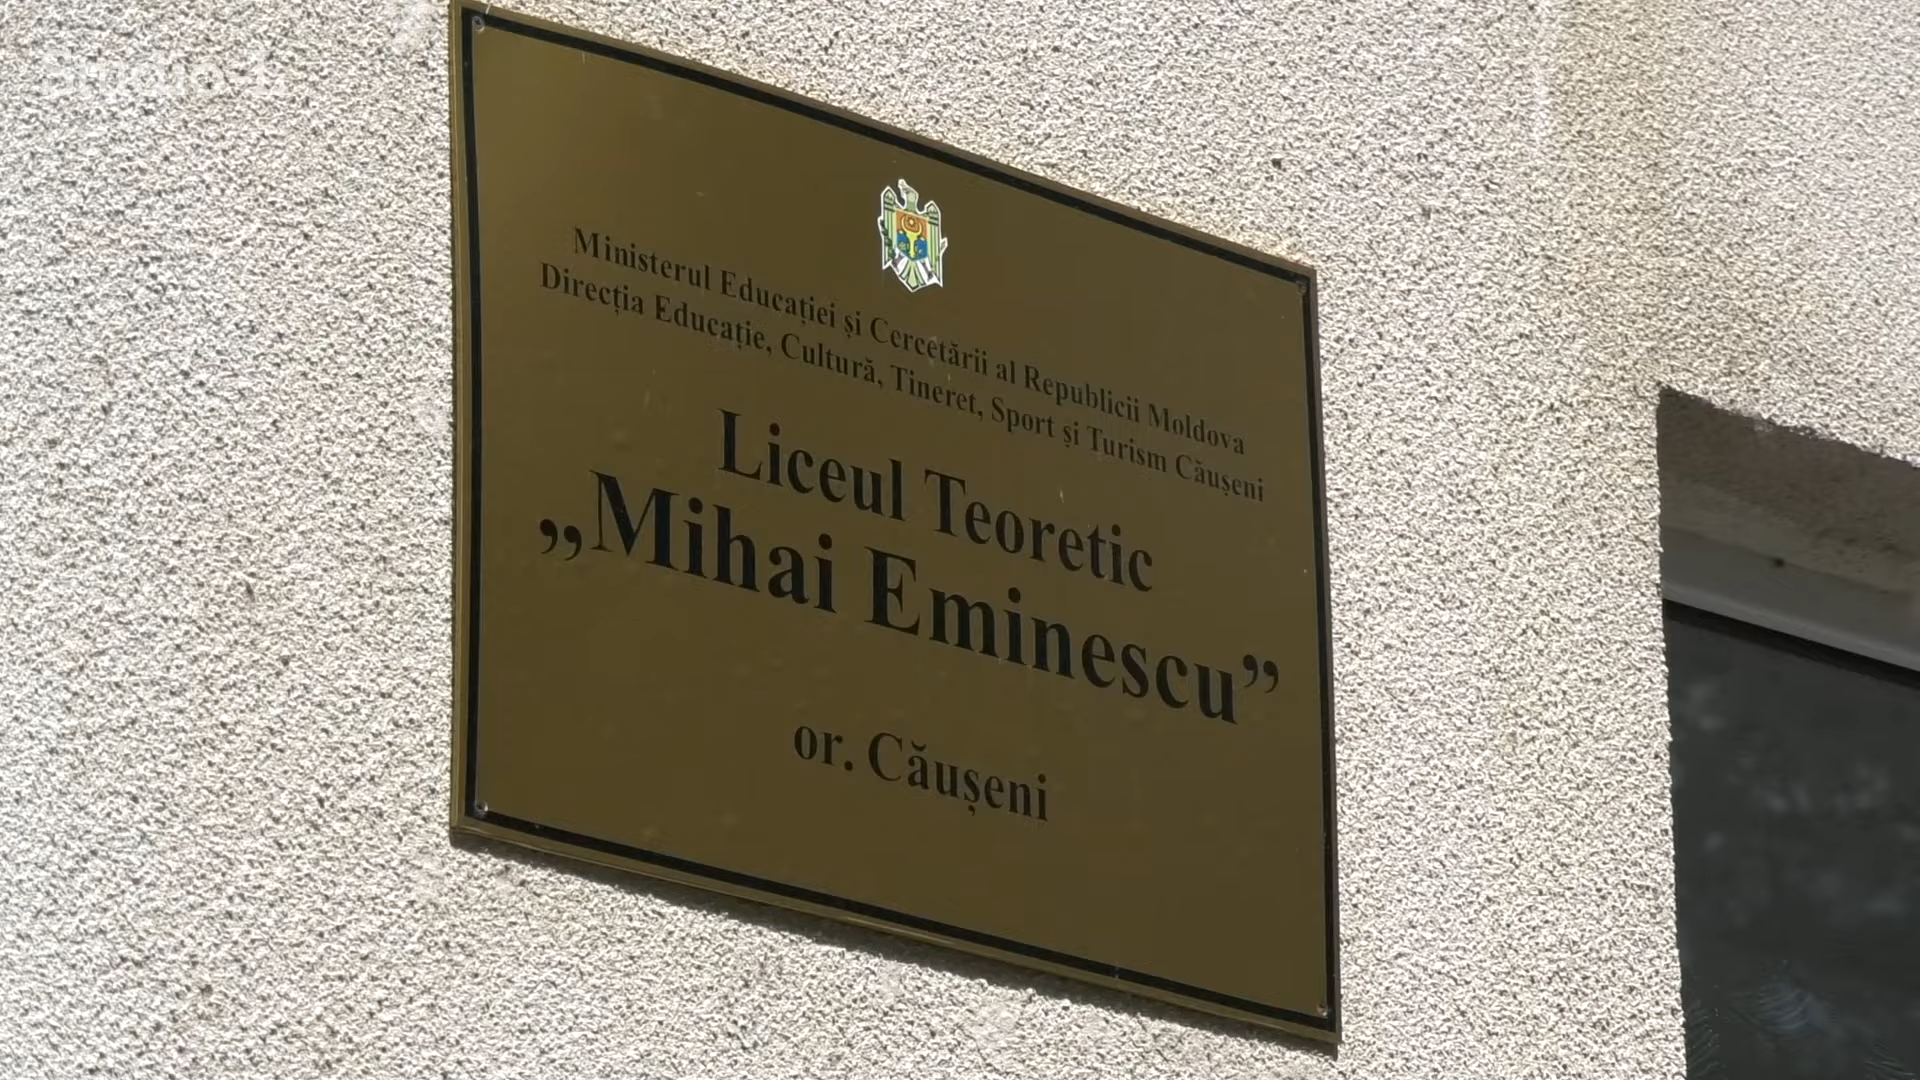 Studio-L
Ministerul Educației și Cercetării al Republicii Moldova
Direcția Educație, Cultură, Tineret, Sport și Turism Căușeni
Liceul Teoretic
„Mihai Eminescu”
or. Căușeni